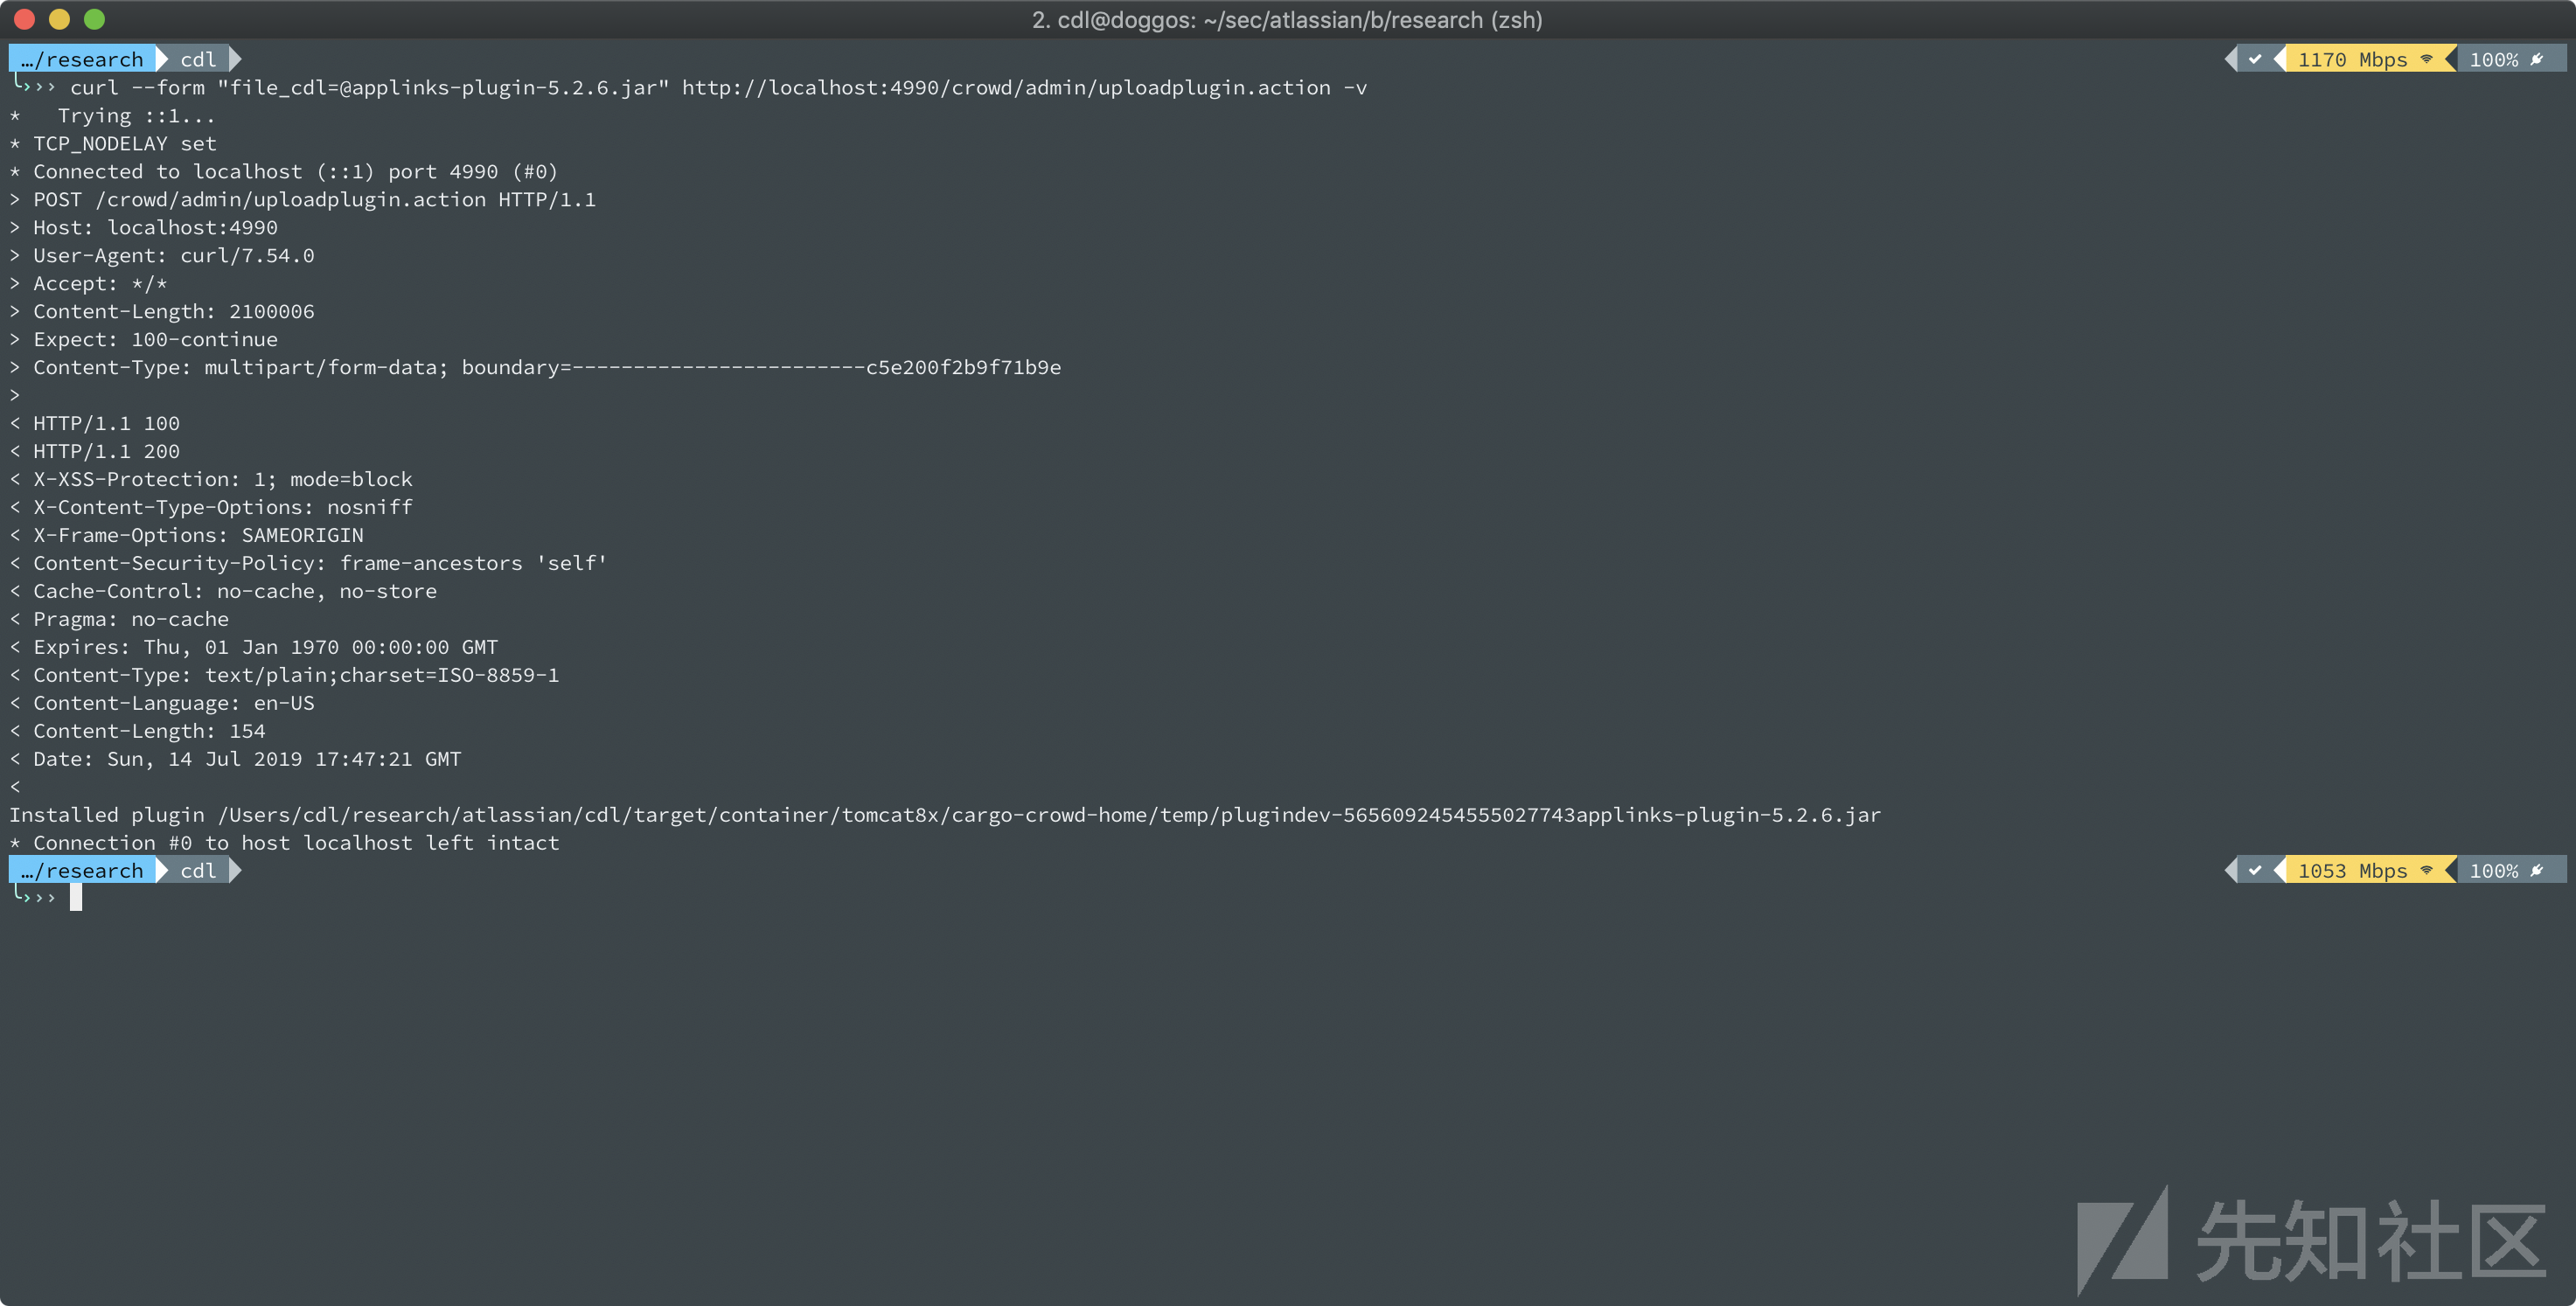 2. cdl@doggos: ~/sec/atlassian/b/research (zsh)
…/research cdl 1170 Mbps 100%
curl --form "file_cdl=@applinks-plugin-5.2.6.jar" http://localhost:4990/crowd/admin/uploadplugin.action -v
*   Trying ::1...
* TCP_NODELAY set
* Connected to localhost (::1) port 4990 (#0)
> POST /crowd/admin/uploadplugin.action HTTP/1.1
> Host: localhost:4990
> User-Agent: curl/7.54.0
> Accept: */*
> Content-Length: 2100006
> Expect: 100-continue
> Content-Type: multipart/form-data; boundary=------------------------c5e200f2b9f71b9e
>
< HTTP/1.1 100
< HTTP/1.1 200
< X-XSS-Protection: 1; mode=block
< X-Content-Type-Options: nosniff
< X-Frame-Options: SAMEORIGIN
< Content-Security-Policy: frame-ancestors 'self'
< Cache-Control: no-cache, no-store
< Pragma: no-cache
< Expires: Thu, 01 Jan 1970 00:00:00 GMT
< Content-Type: text/plain;charset=ISO-8859-1
< Content-Language: en-US
< Content-Length: 154
< Date: Sun, 14 Jul 2019 17:47:21 GMT
<
Installed plugin /Users/cdl/research/atlassian/cdl/target/container/tomcat8x/cargo-crowd-home/temp/plugindev-5656092454555027743applinks-plugin-5.2.6.jar
* Connection #0 to host localhost left intact
…/research cdl 1053 Mbps 100%
先知社区